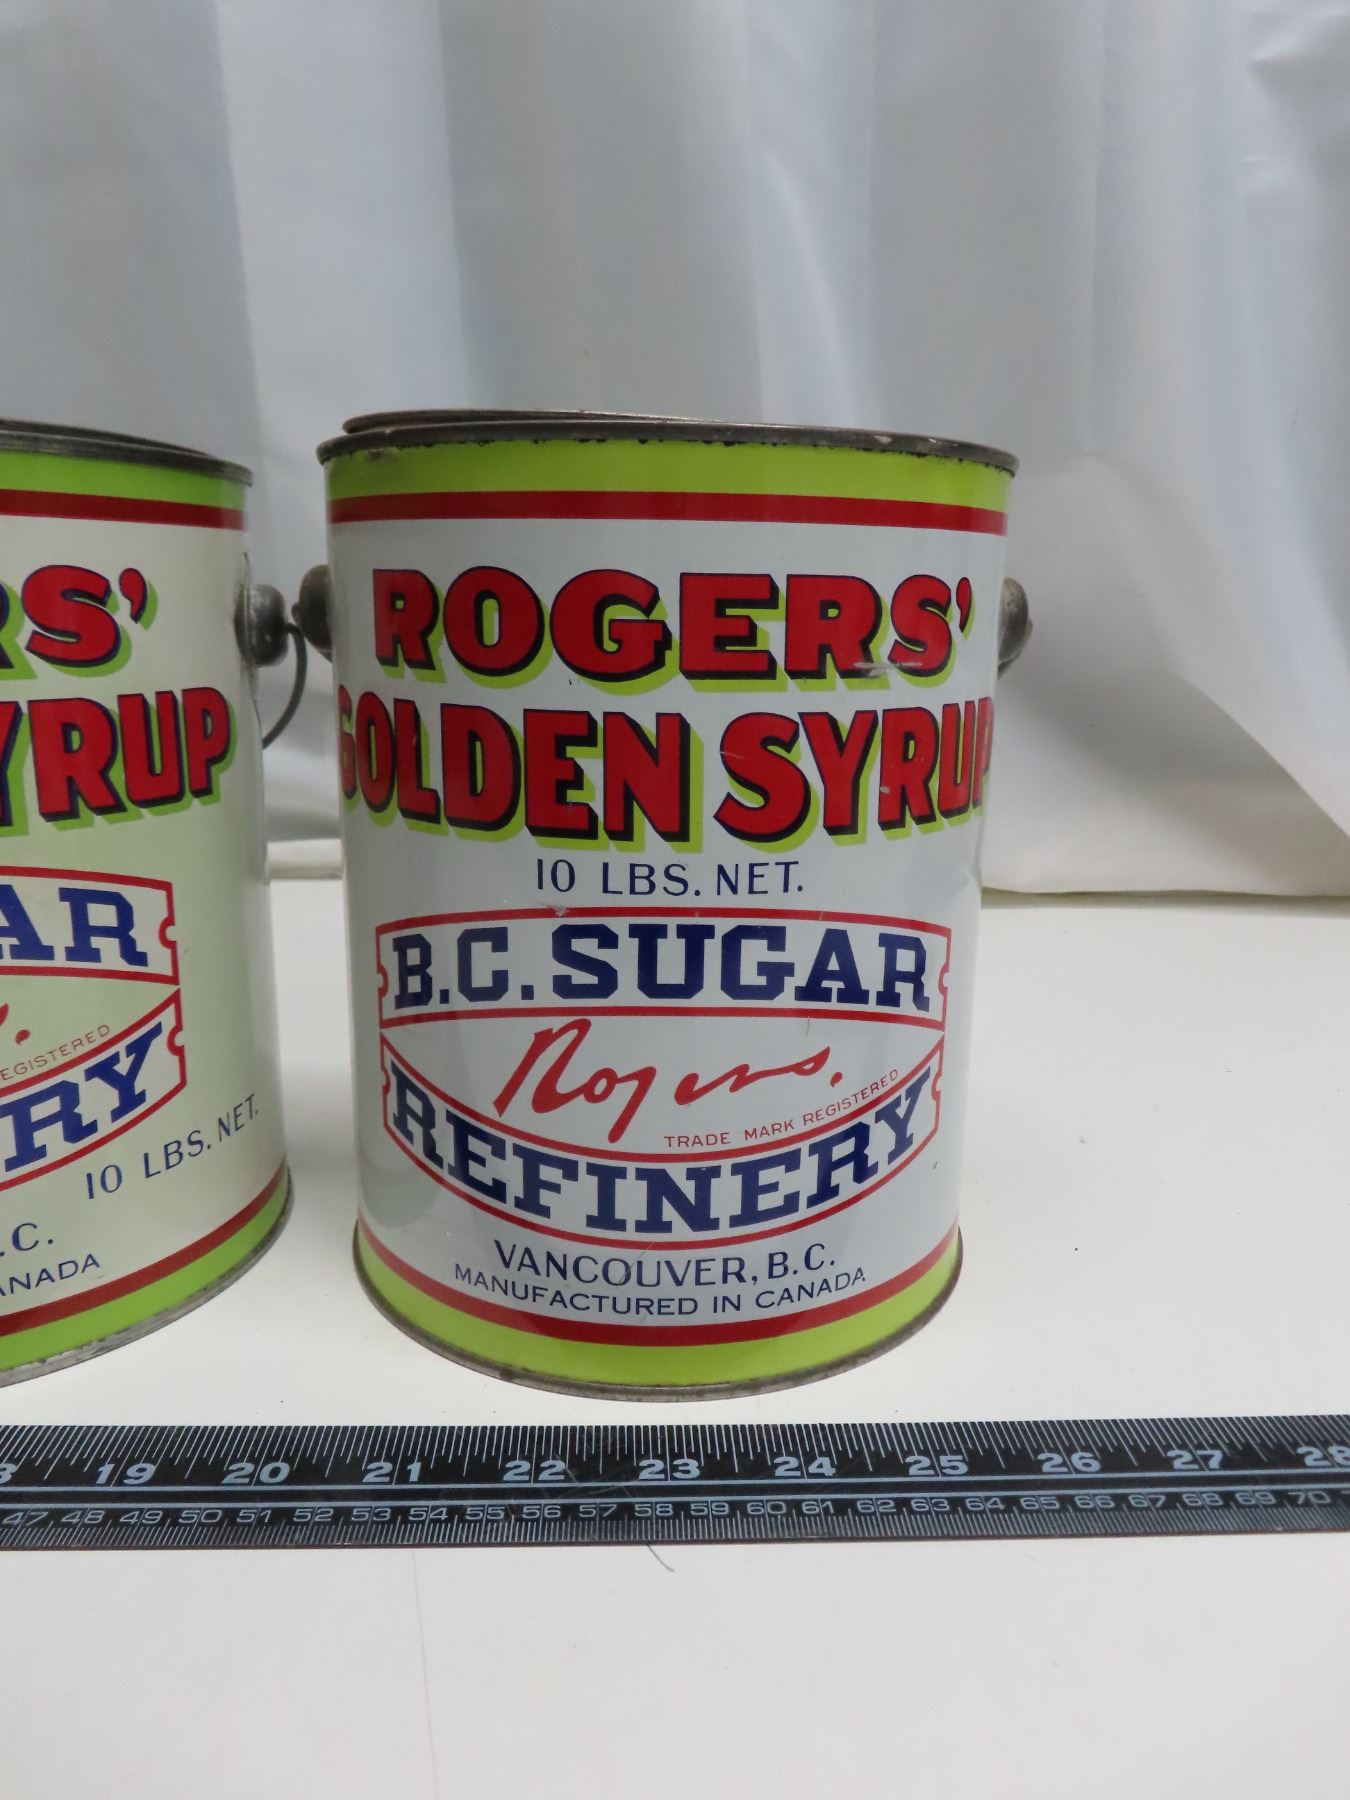 RS'
YRUP
AR
REGISTERED
RY
10 LBS. NET.
.C.
ANADA
ROGERS'
GOLDEN SYRUP
10 LBS. NET.
B.C. SUGAR
Rogers.
TRADE MARK REGISTERED
REFINERY
VANCOUVER, B.C.
MANUFACTURED IN CANADA
19 20 21 22 23 24 25 26 27 28
47 48 49 50 51 52 53 54 55 56 57 58 59 60 61 62 63 64 65 66 67 68 69 70